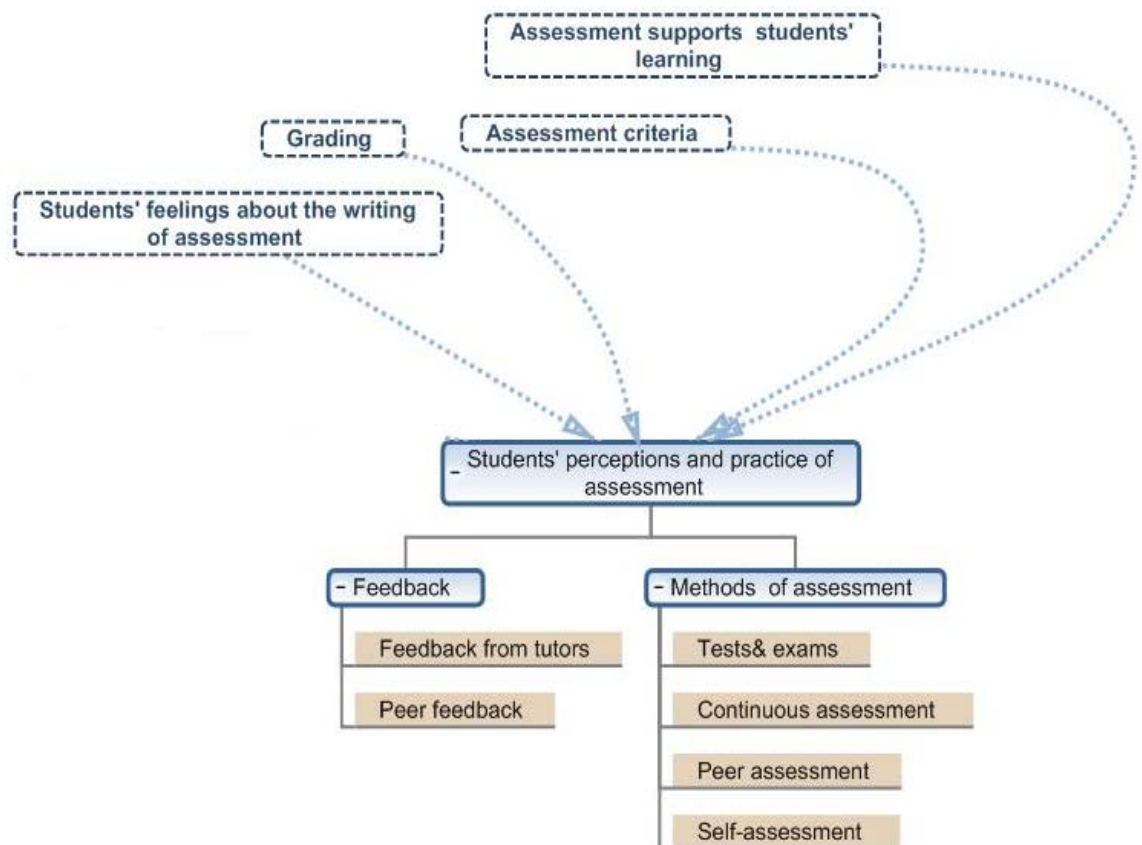 Assessment supports students'
learning
Grading
Assessment criteria
Students' feelings about the writing
of assessment
- Students' perceptions and practice of
assessment
- Feedback
- Methods of assessment
Feedback from tutors
Tests& exams
Peer feedback
Continuous assessment
Peer assessment
Self-assessment